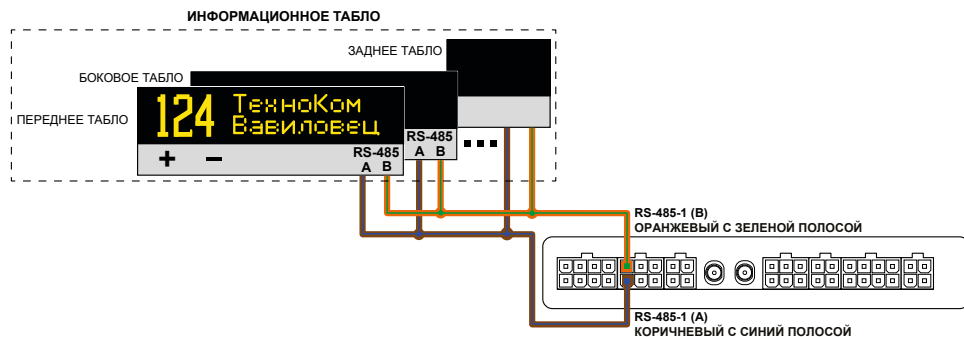 ИНФОРМАЦИОННОЕ ТАБЛО
ЗАДНЕЕ ТАБЛО
БОКОВОЕ ТАБЛО
ПЕРЕДНЕЕ ТАБЛО
124 ТехноКом
Вавиловец
+ −
RS-485
A B
RS-485
A B
RS-485-1 (B)
ОРАНЖЕВЫЙ С ЗЕЛЕНОЙ ПОЛОСОЙ
RS-485-1 (A)
КОРИЧНЕВЫЙ С СИНИЙ ПОЛОСОЙ